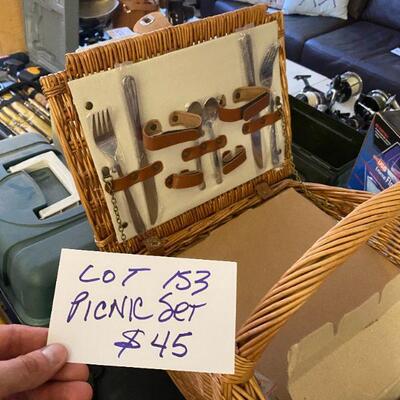 LOT 153
PICNIC SET
$45